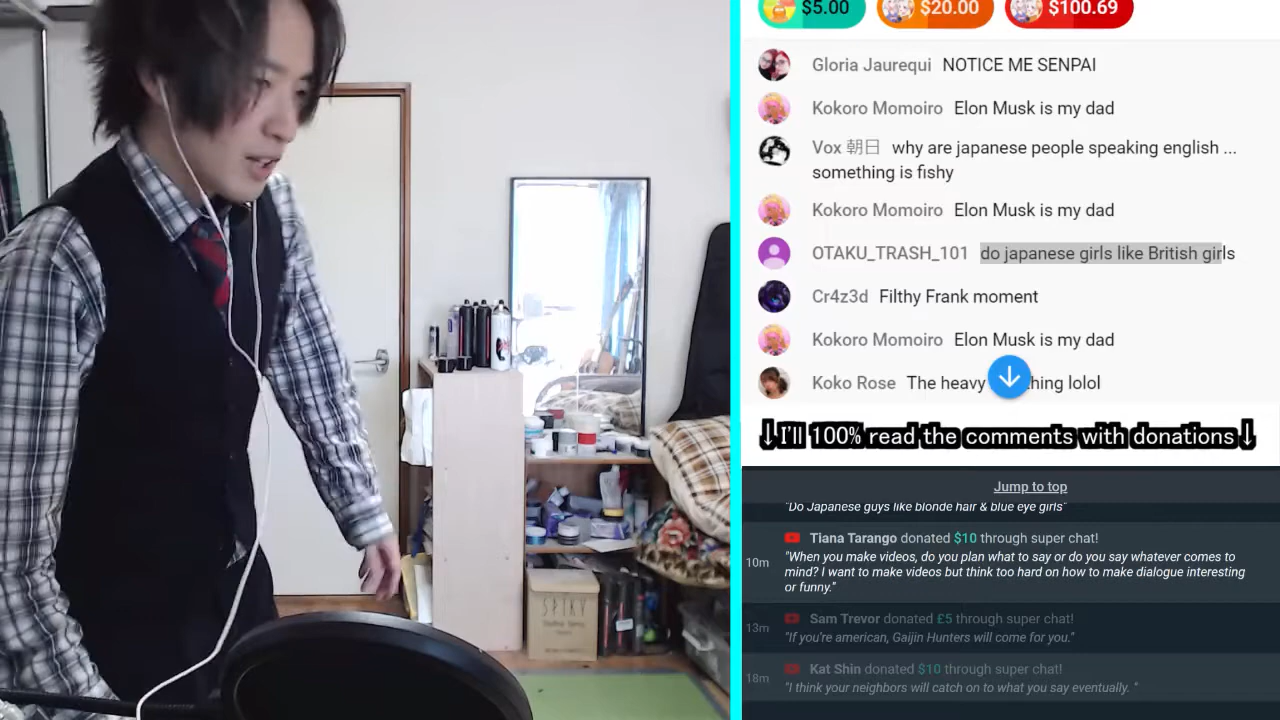 $5.00
$20.00
$100.69
Gloria Jaurequi NOTICE ME SENPAI
Kokoro Momoiro Elon Musk is my dad
Vox 朝日 why are japanese people speaking english ...
something is fishy
Kokoro Momoiro Elon Musk is my dad
OTAKU_TRASH_101 do japanese girls like British girls
Cr4z3d Filthy Frank moment
Kokoro Momoiro Elon Musk is my dad
Koko Rose The heavy hing lolol
↓I'll 100% read the comments with donations↓
Jump to top
"Do Japanese guys like blonde hair & blue eye girls"
Tiana Tarango donated $10 through super chat!
10m
"When you make videos, do you plan what to say or do you say whatever comes to
mind? I want to make videos but think too hard on how to make dialogue interesting
or funny."
Sam Trevor donated £5 through super chat!
13m
"If you're american, Gaijin Hunters will come for you."
Kat Shin donated $10 through super chat!
18m
"I think your neighbors will catch on to what you say eventually. "
SPIKY